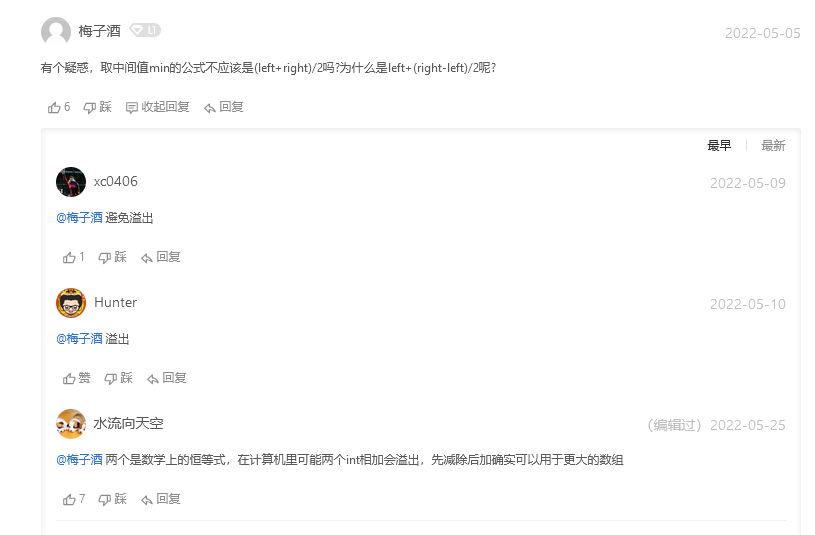 梅子酒 L1 2022-05-05
有个疑惑，取中间值min的公式不应该是(left+right)/2吗?为什么是left+(right-left)/2呢?
6 踩 收起回复 回复
最早 最新
xc0406 2022-05-09
@梅子酒 避免溢出
1 踩 回复
Hunter 2022-05-10
@梅子酒 溢出
赞 踩 回复
水流向天空 （编辑过） 2022-05-25
@梅子酒 两个是数学上的恒等式，在计算机里可能两个int相加会溢出，先减除后加确实可以用于更大的数组
7 踩 回复